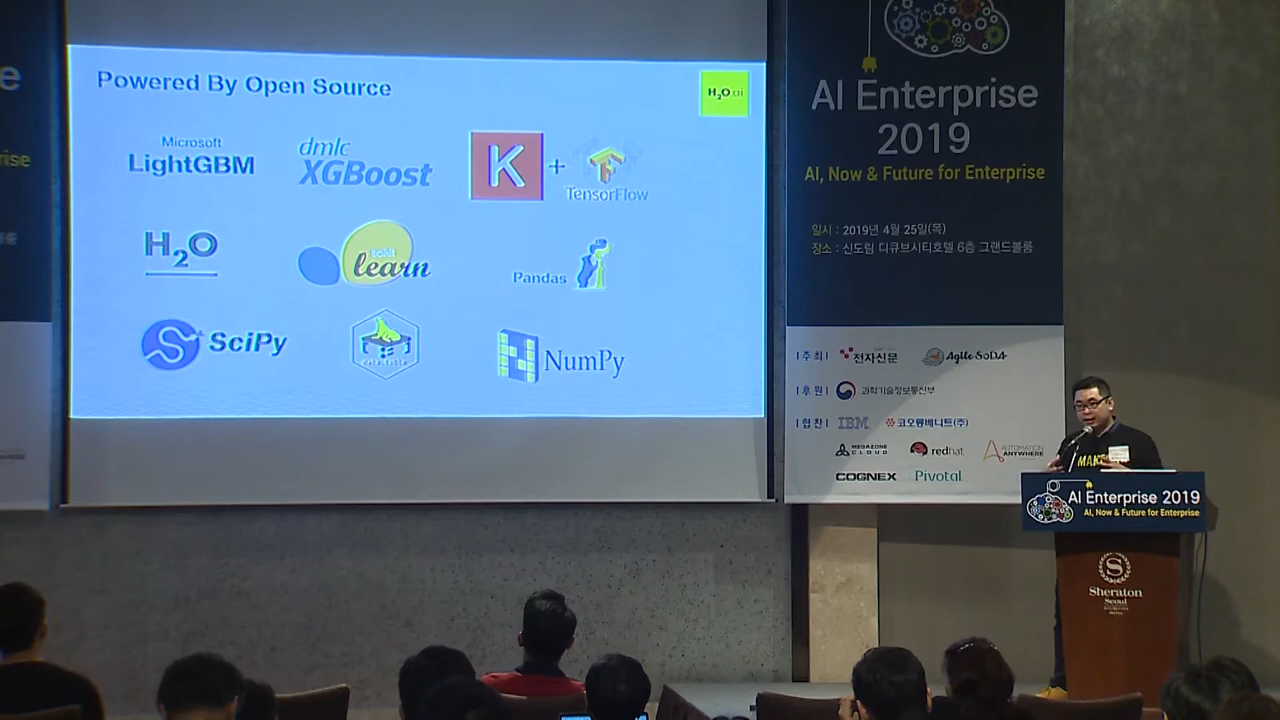 Powered By Open Source
H2O.ai
Microsoft
LightGBM
dmlc
XGBoost
K
+
TensorFlow
H2O
scikit
learn
Pandas
SciPy
data.table
NumPy
e
rise
AI Enterprise
2019
AI, Now & Future for Enterprise
일시 : 2019년 4월 25일(목)
장소 : 신도림 디큐브시티호텔 6층 그랜드볼룸
| 주최 |
전자신문
Agile SoDA
| 후원 |
과학기술정보통신부
| 협찬 |
IBM
코오롱베니트(주)
MEGAZONE
CLOUD
redhat
AUTOMATION
ANYWHERE
COGNEX
Pivotal
MAKE
AI Enterprise 2019
AI, Now & Future for Enterprise
S
Sheraton
Seoul